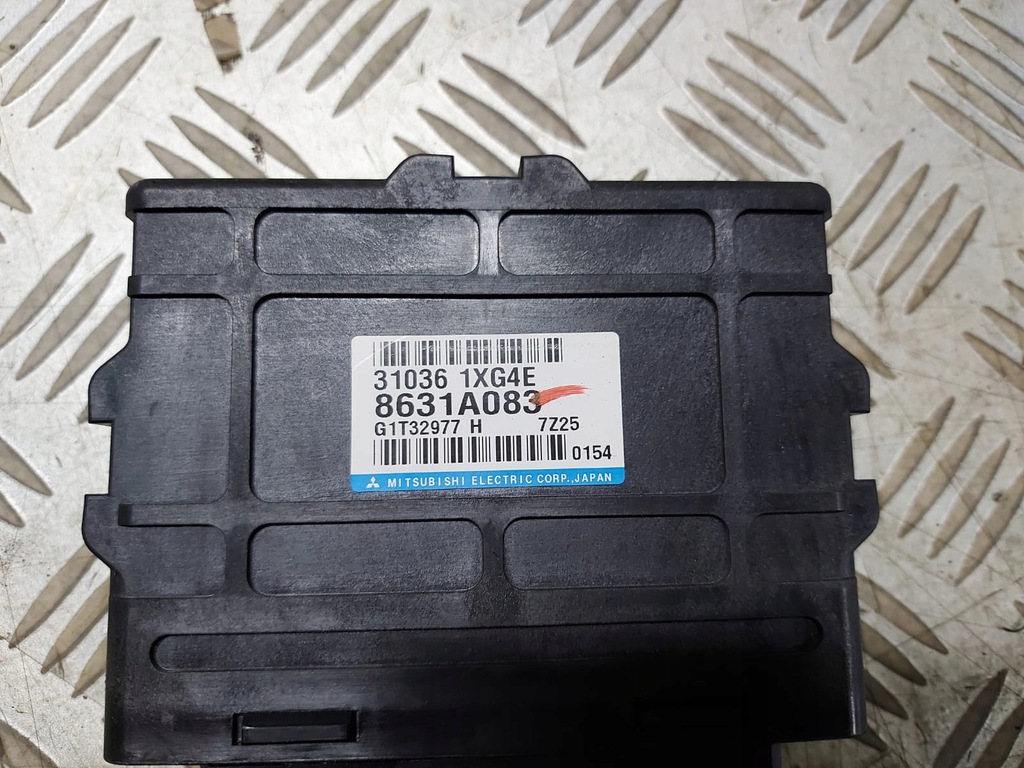 31036 1XG4E
8631A083
G1T32977 H 7Z25
0154
MITSUBISHI ELECTRIC CORP.,JAPAN